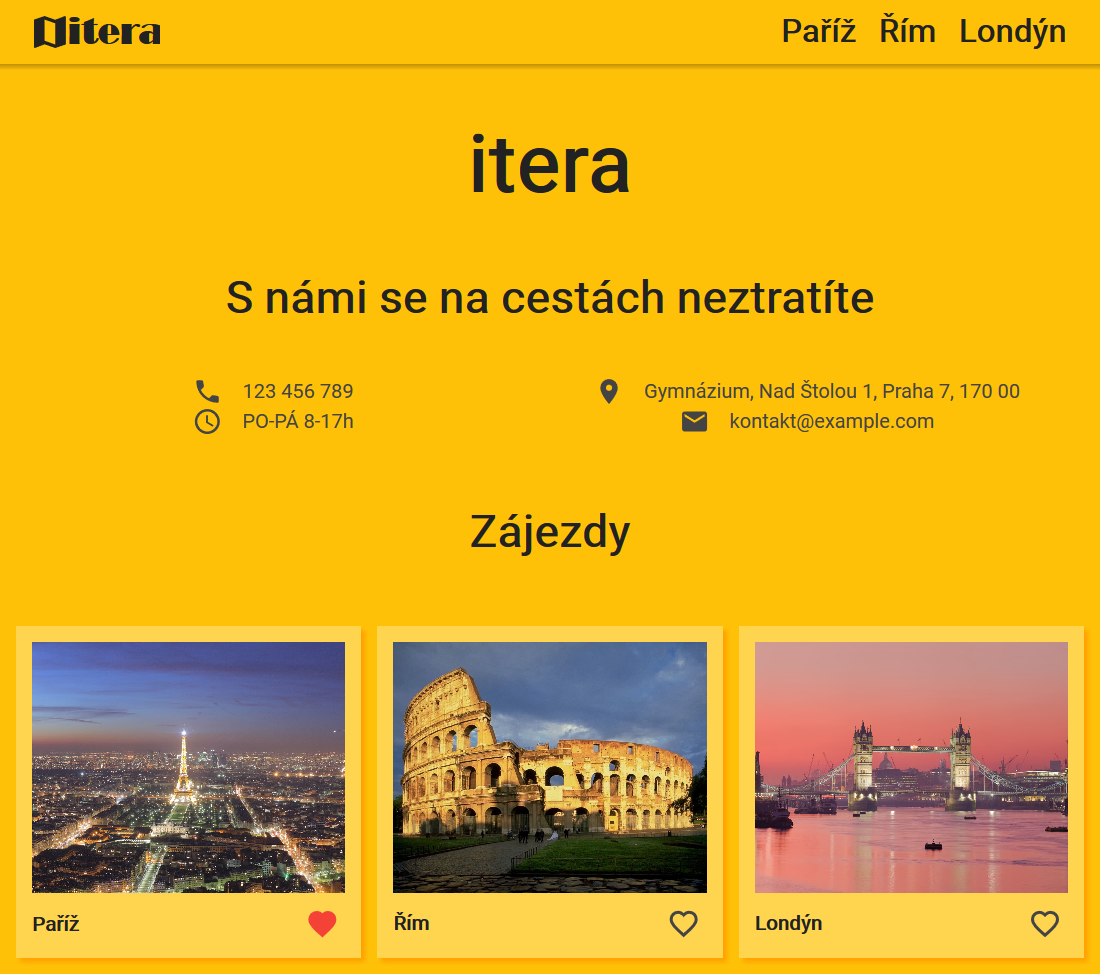 itera
Paříž Řím Londýn
itera
S námi se na cestách neztratíte
123 456 789
PO-PÁ 8-17h
Gymnázium, Nad Štolou 1, Praha 7, 170 00
kontakt@example.com
Zájezdy
Paříž
Řím
Londýn